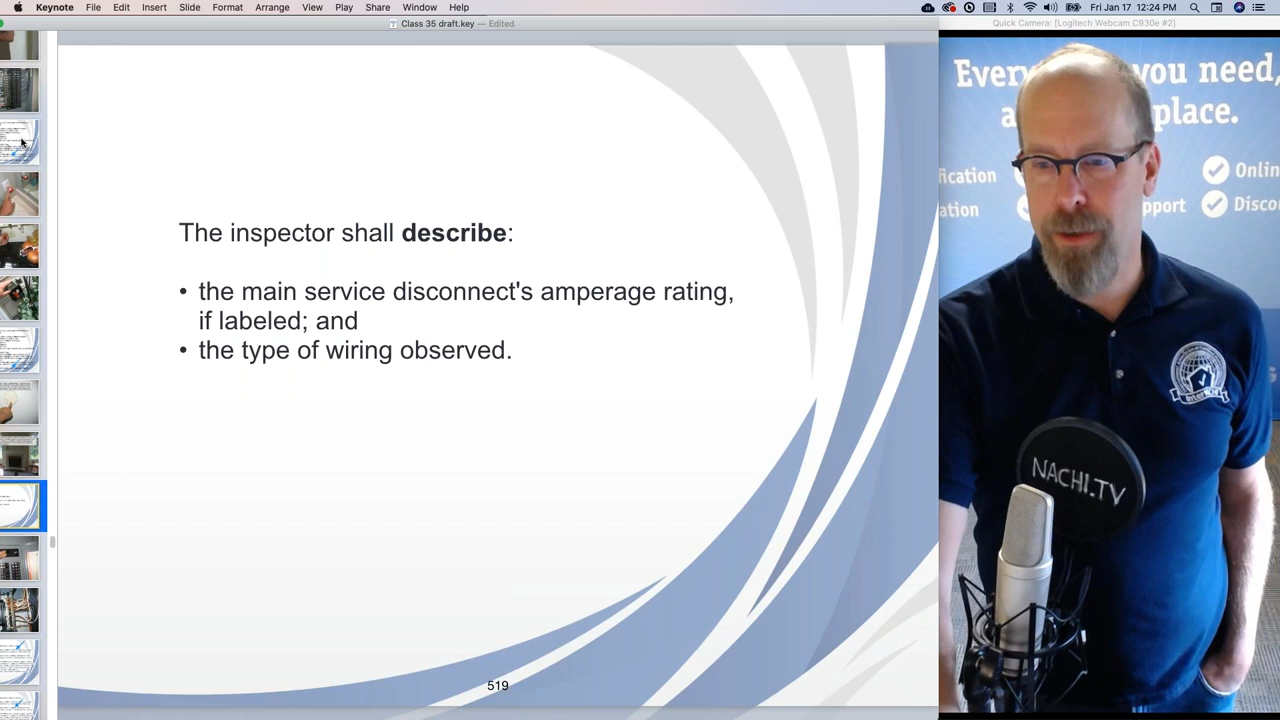 Keynote File Edit Insert Slide Format Arrange View Play Share Window Help Fri Jan 17 12:24 PM
Class 35 draft.key — Edited
Quick Camera: [Logitech Webcam C930e #2]
The inspector shall describe:
• the main service disconnect's amperage rating,
if labeled; and
• the type of wiring observed.
519
you need,
place.
Onlin
fication
pport
Disco
ation
NACHI.TV